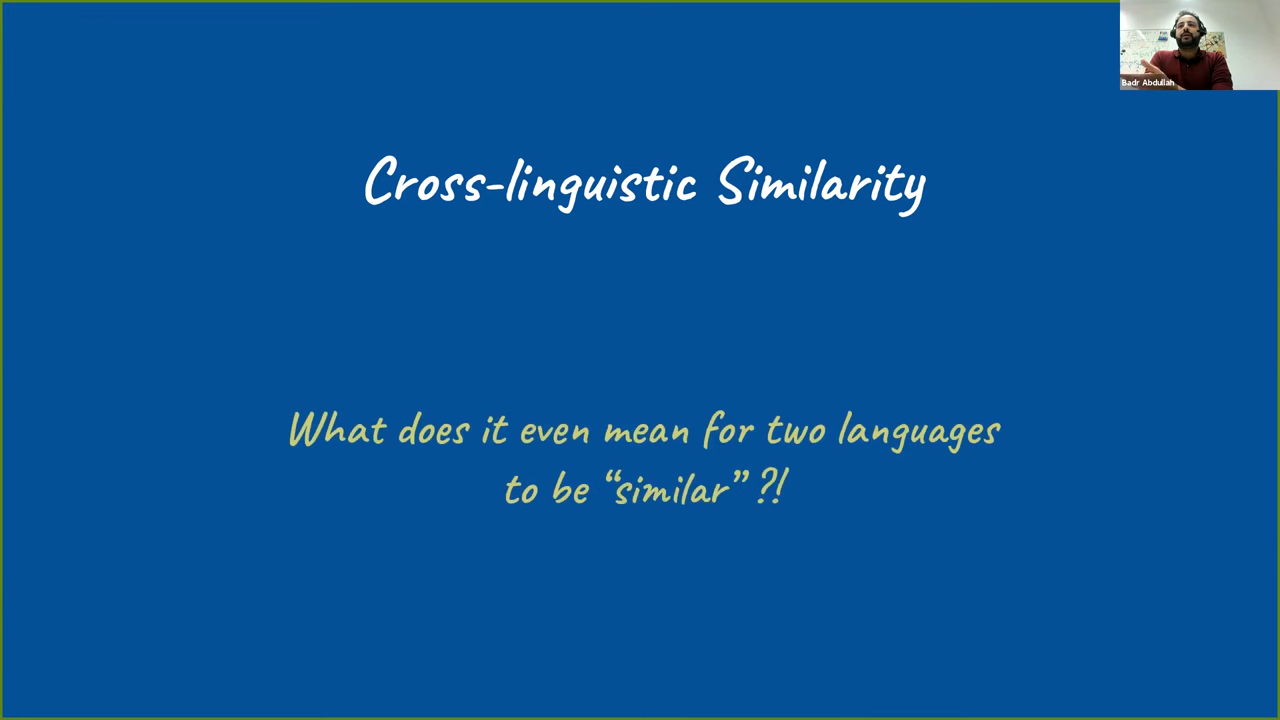 Badr Abdullah
Cross-linguistic Similarity
What does it even mean for two languages
to be “similar” ?!